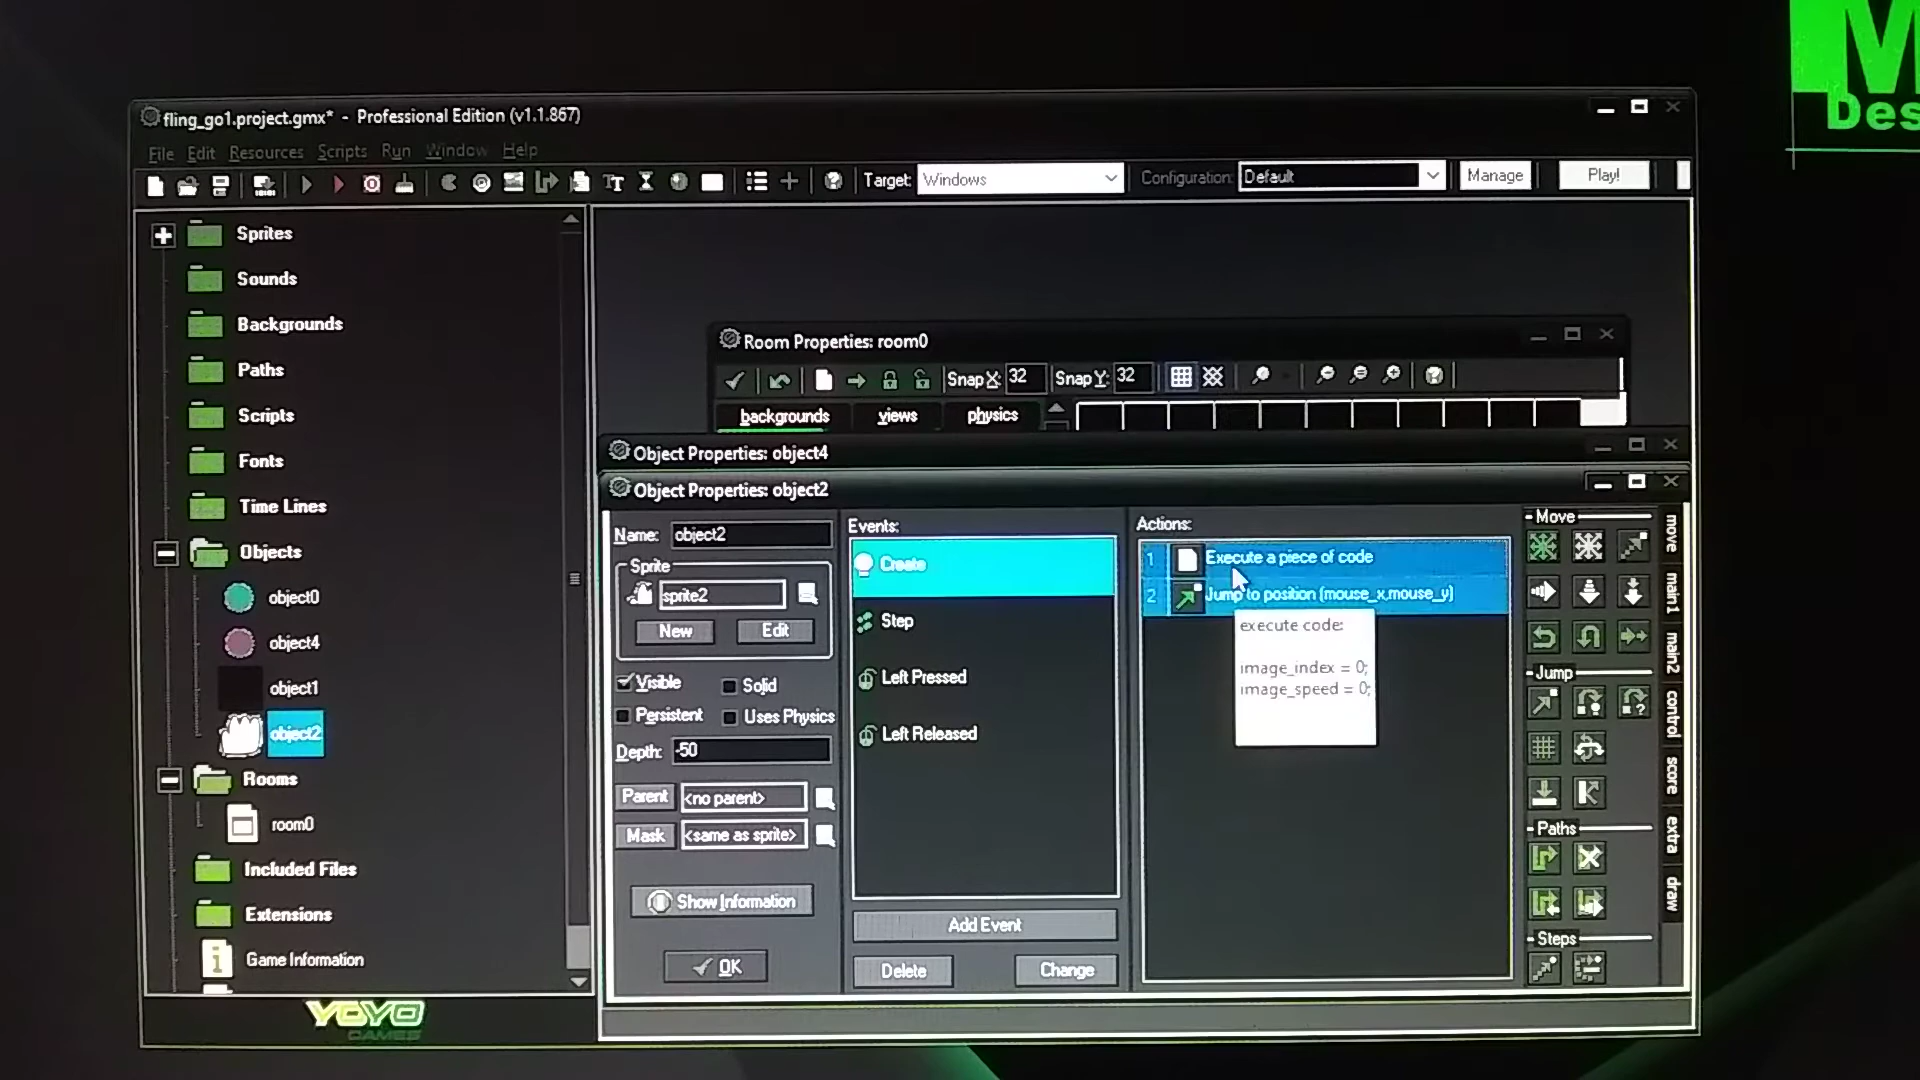 M
Des
fling_go1.project.gmx* - Professional Edition (v1.1.867)
File Edit Resources Scripts Run Window Help
Target: Windows Configuration: Default Manage Play!
Sprites
Sounds
Backgrounds
Paths
Scripts
Fonts
Time Lines
Objects
object0
object4
object1
object2
Rooms
room0
Included Files
Extensions
Game Information
YOYO
GAMES
Room Properties: room0
Snap X: 32 Snap Y: 32
backgrounds views physics
Object Properties: object4
Object Properties: object2
Name: object2
Sprite
sprite2
New Edit
Visible Solid
Persistent Uses Physics
Depth: -50
Parent <no parent>
Mask <same as sprite>
Show Information
OK
Events:
Create
Step
Left Pressed
Left Released
Add Event
Delete Change
Actions:
1 Execute a piece of code
2 Jump to position (mouse_x,mouse_y)
execute code:
image_index = 0;
image_speed = 0;
Move
Jump
Paths
Steps
move
main1
main2
control
score
extra
draw